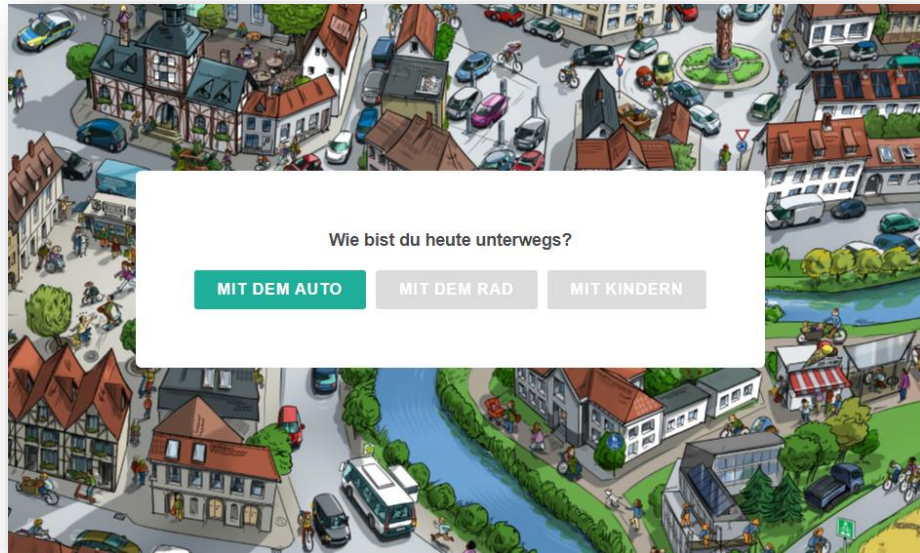 Wie bist du heute unterwegs?
MIT DEM AUTO
MIT DEM RAD
MIT KINDERN